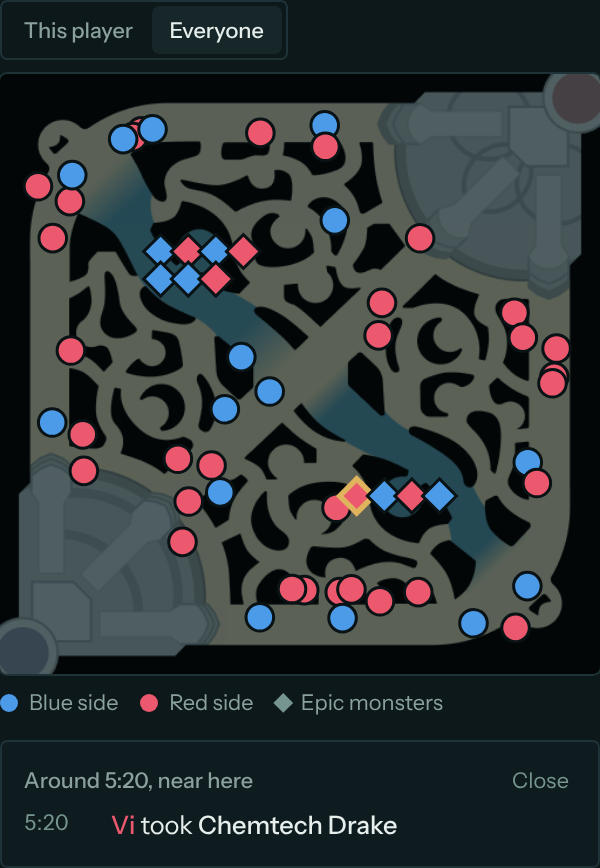 This player Everyone
Blue side Red side Epic monsters
Around 5:20, near here Close
5:20 Vi took Chemtech Drake